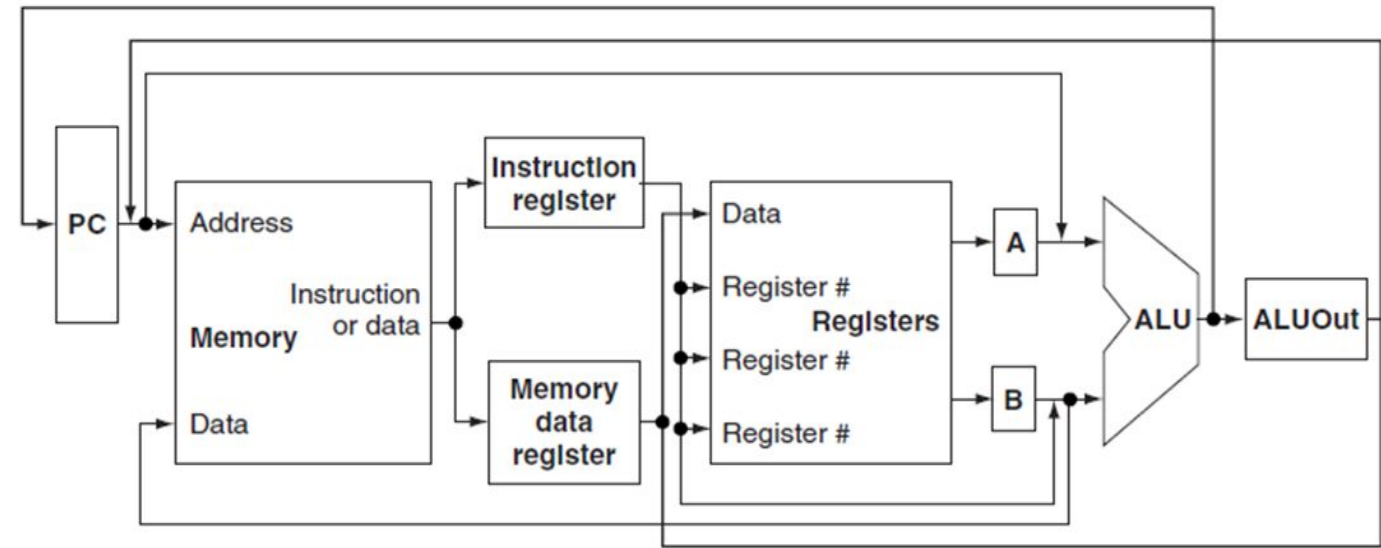 PC
Address
Instruction
or data
Memory
Data
Instruction
register
Memory
data
register
Data
Register #
Registers
Register #
Register #
A
B
ALU
ALUOut